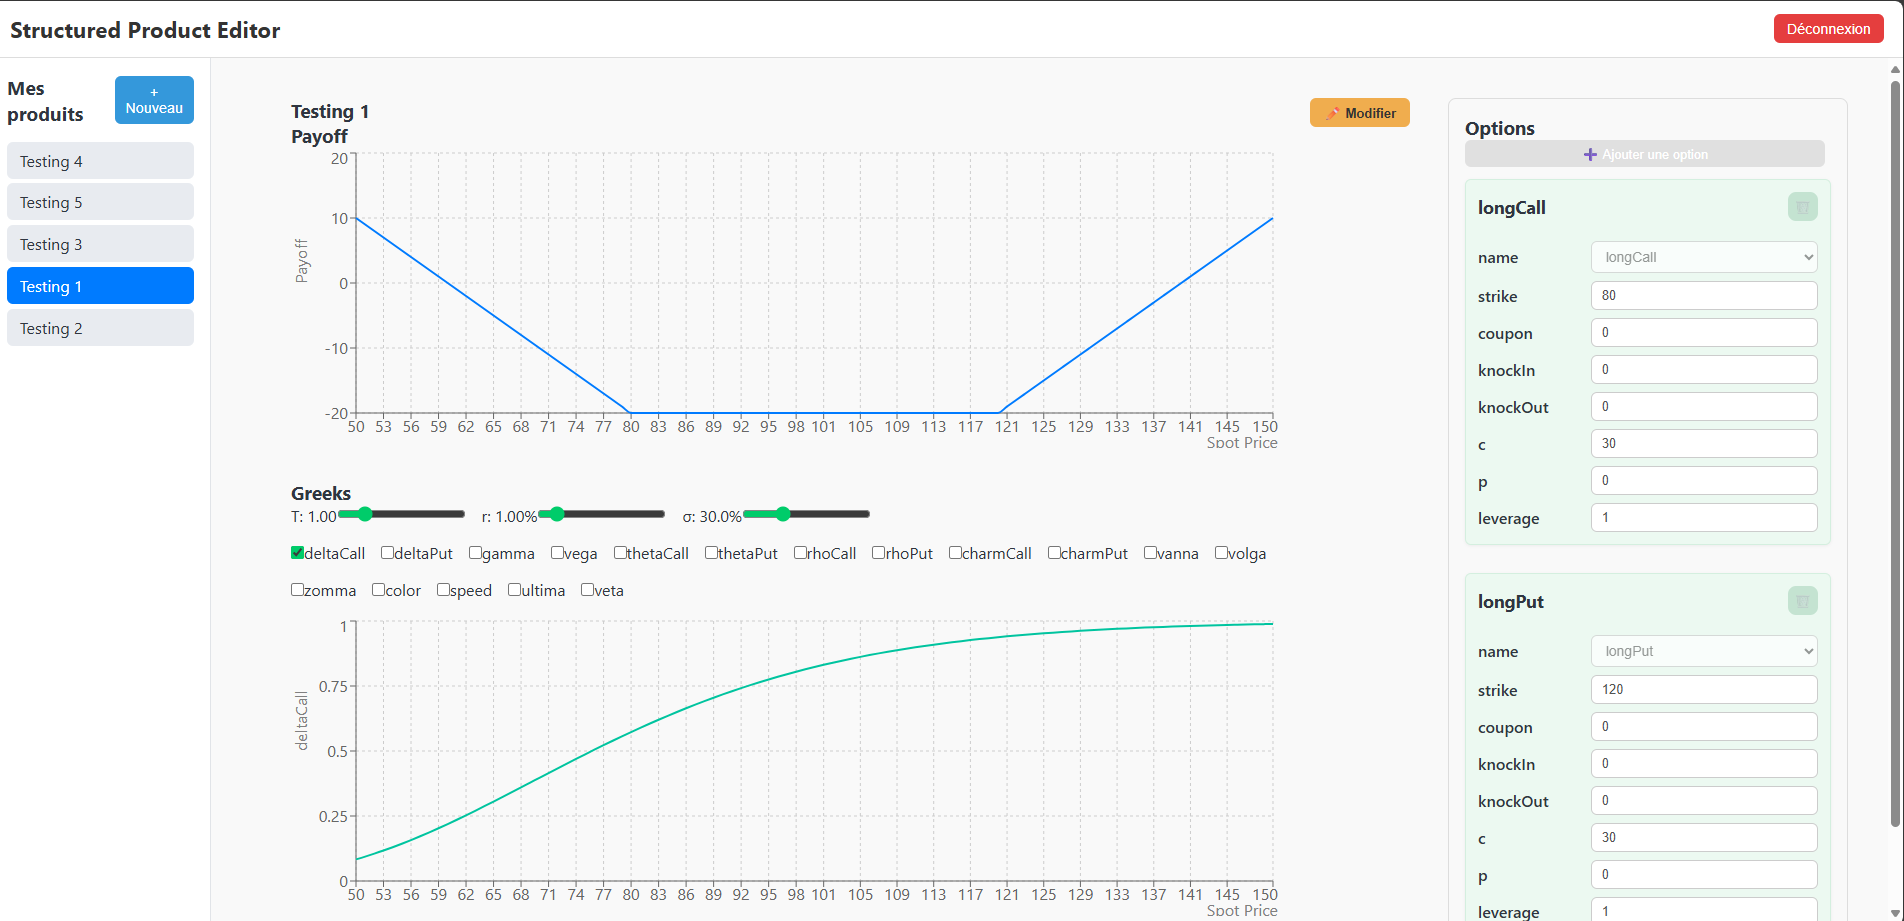 Structured Product Editor
Déconnexion
Mes produits
+ Nouveau
Testing 4
Testing 5
Testing 3
Testing 1
Testing 2
Testing 1
Payoff
Modifier
20
10
0
-10
-20
Payoff
50 53 56 59 62 65 68 71 74 77 80 83 86 89 92 95 98 101 105 109 113 117 121 125 129 133 137 141 145 150
Spot Price
Greeks
T: 1.00 r: 1.00% σ: 30.0%
deltaCall deltaPut gamma vega thetaCall thetaPut rhoCall rhoPut charmCall charmPut vanna volga
zomma color speed ultima veta
1
0.75
0.5
0.25
0
deltaCall
50 53 56 59 62 65 68 71 74 77 80 83 86 89 92 95 98 101 105 109 113 117 121 125 129 133 137 141 145 150
Spot Price
Options
Ajouter une option
longCall
name longCall
strike 80
coupon 0
knockIn 0
knockOut 0
c 30
p 0
leverage 1
longPut
name longPut
strike 120
coupon 0
knockIn 0
knockOut 0
c 30
p 0
leverage 1